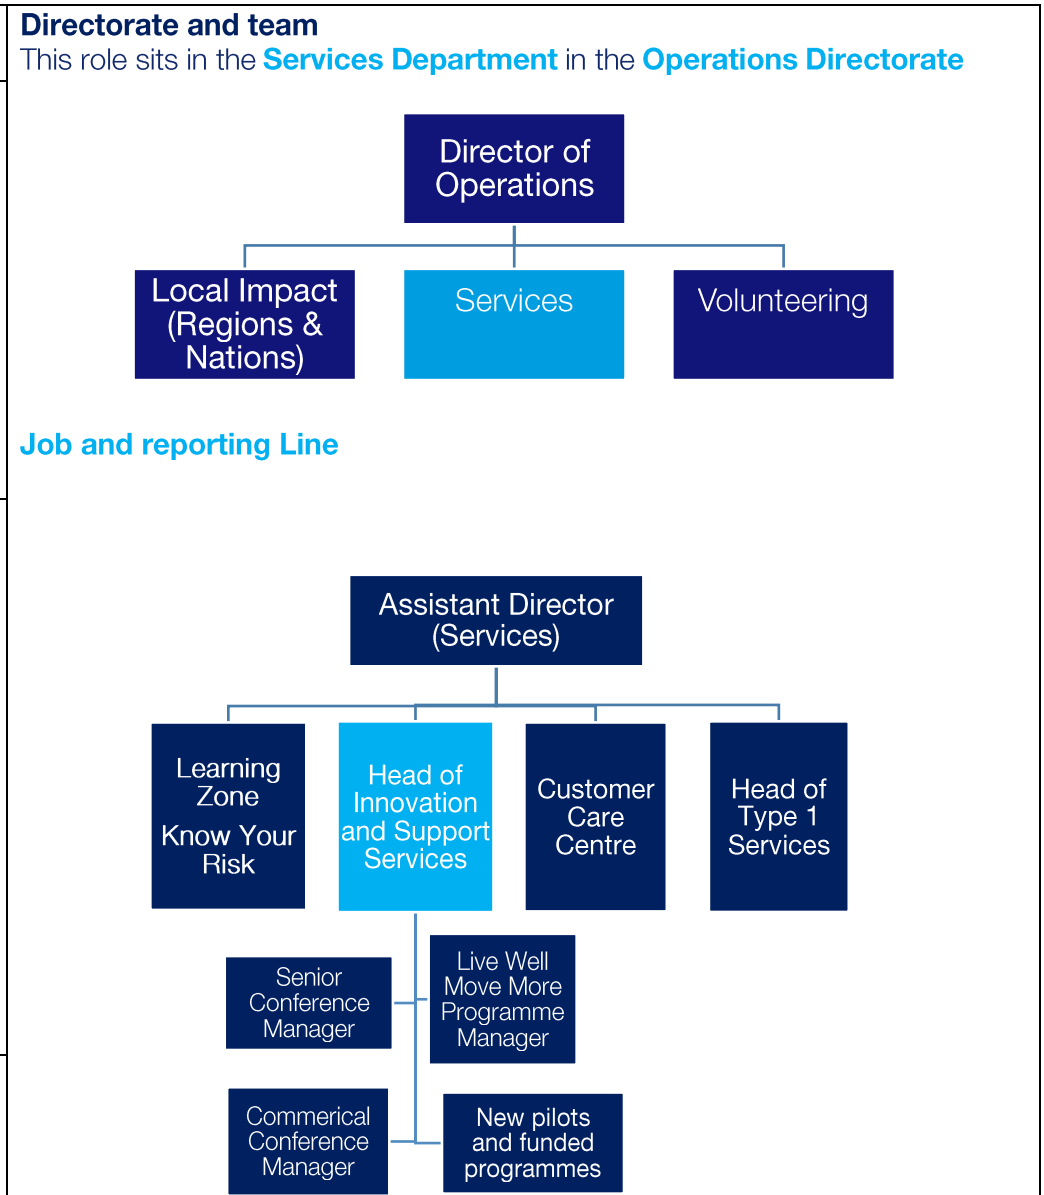 Directorate and team
This role sits in the Services Department in the Operations Directorate
Director of
Operations
Local Impact
(Regions &
Nations)
Services
Volunteering
Job and reporting Line
Assistant Director
(Services)
Learning
Zone
Know Your
Risk
Head of
Innovation
and Support
Services
Customer
Care
Centre
Head of
Type 1
Services
Senior
Conference
Manager
Live Well
Move More
Programme
Manager
Commerical
Conference
Manager
New pilots
and funded
programmes